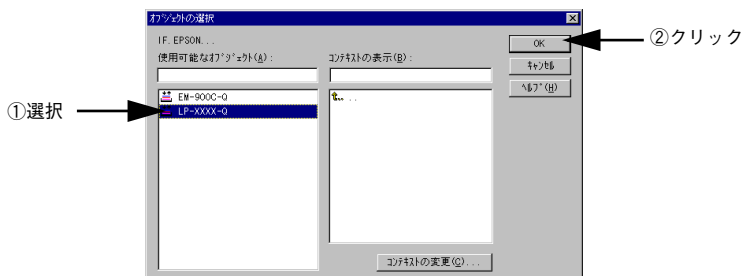 オブジェクトの選択
IF.EPSON...
使用可能なオブジェクト(A):
コンテキストの表示(B):
OK
②クリック
キャンセル
ヘルプ(H)
EM-900C-Q
LP-XXXX-Q
..
①選択
コンテキストの変更(C)...